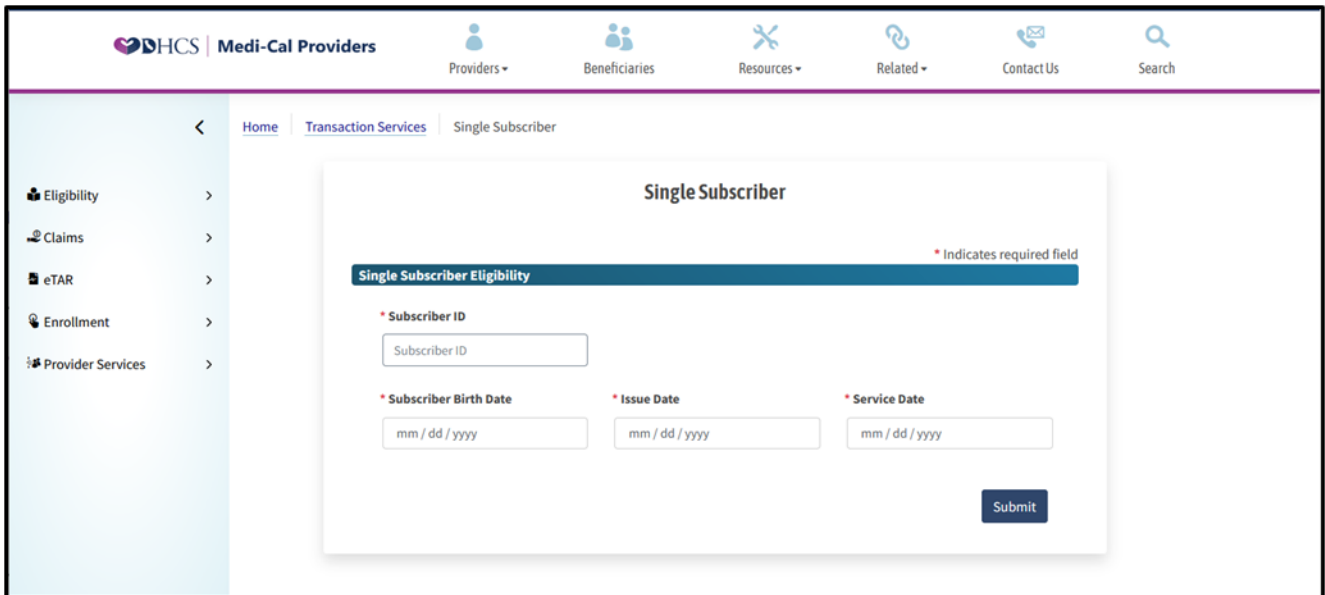 DHCS Medi-Cal Providers
Providers Beneficiaries Resources Related Contact Us Search
Home Transaction Services Single Subscriber
Single Subscriber
Eligibility
Claims
eTAR
Enrollment
Provider Services
* Indicates required field
Single Subscriber Eligibility
* Subscriber ID
Subscriber ID
* Subscriber Birth Date * Issue Date * Service Date
mm / dd / yyyy mm / dd / yyyy mm / dd / yyyy
Submit